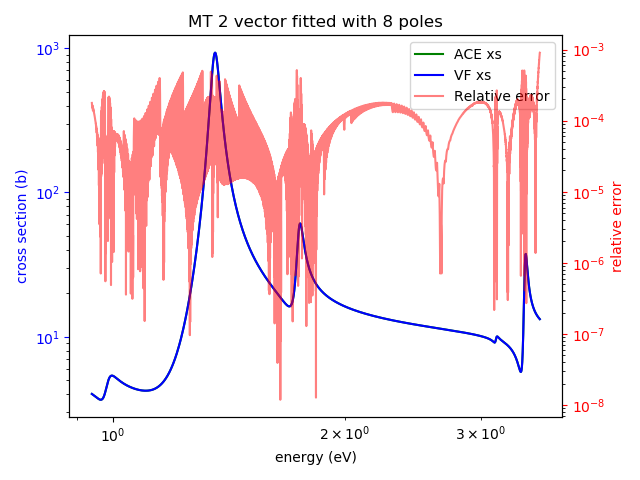 MT 2 vector fitted with 8 poles
10³
10²
10¹
cross section (b)
ACE xs
VF xs
Relative error
10⁻³
10⁻⁴
10⁻⁵
10⁻⁶
10⁻⁷
10⁻⁸
relative error
10⁰
2 × 10⁰
3 × 10⁰
energy (eV)